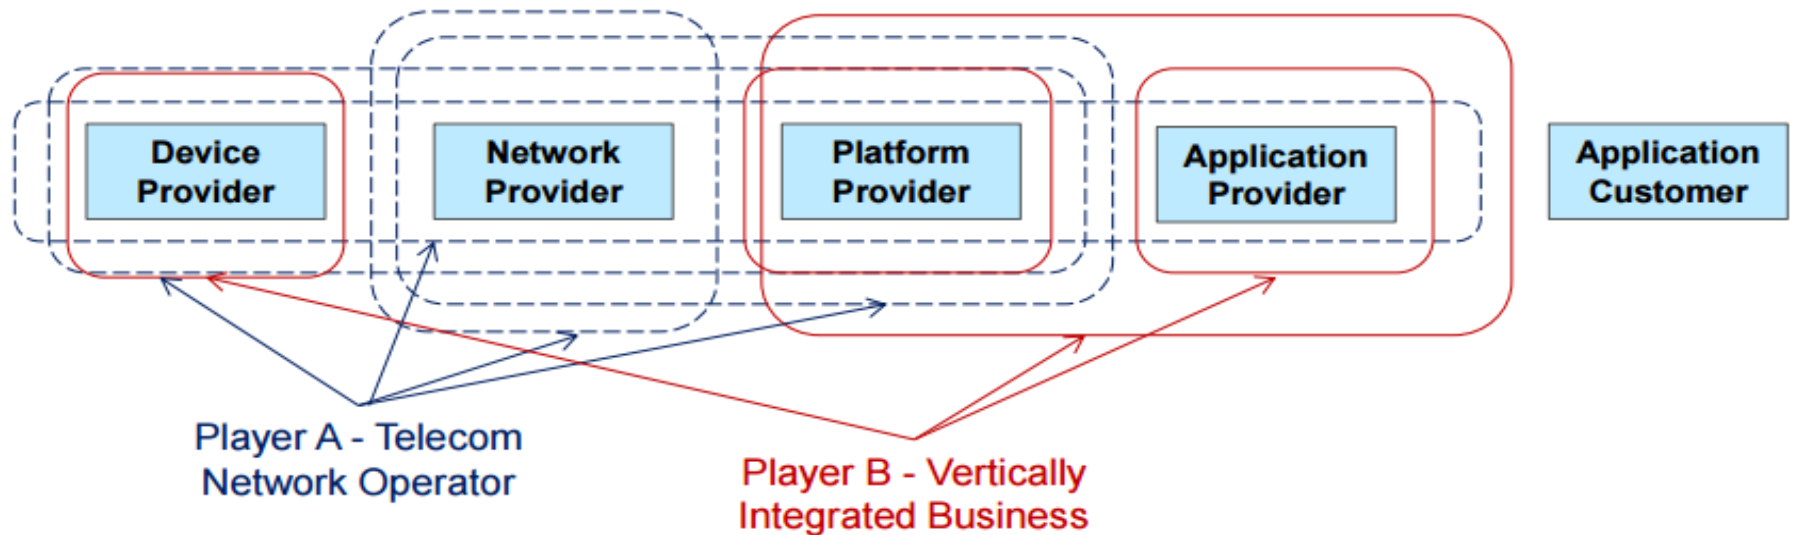 Device
Provider
Network
Provider
Platform
Provider
Application
Provider
Application
Customer
Player A - Telecom
Network Operator
Player B - Vertically
Integrated Business